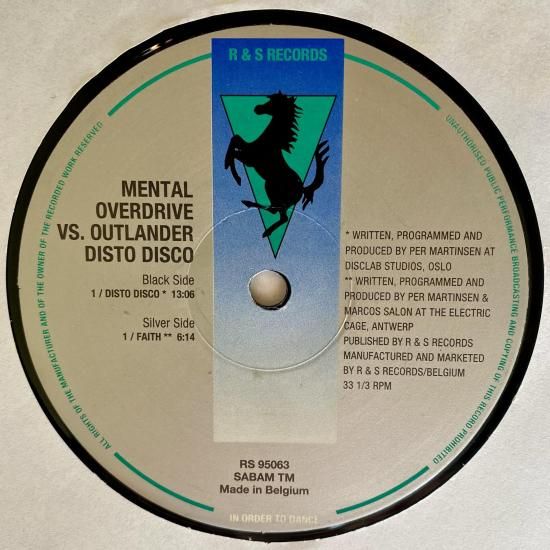 R & S RECORDS
MENTAL
OVERDRIVE
VS. OUTLANDER
DISTO DISCO
Black Side
1 / DISTO DISCO * 13:06
Silver Side
1 / FAITH ** 6:14
* WRITTEN, PROGRAMMED AND
PRODUCED BY PER MARTINSEN AT
DISCLAB STUDIOS, OSLO
** WRITTEN, PROGRAMMED AND
PRODUCED BY PER MARTINSEN &
MARCOS SALON AT THE ELECTRIC
CAGE, ANTWERP
PUBLISHED BY R & S RECORDS
MANUFACTURED AND MARKETED
BY R & S RECORDS/BELGIUM
33 1/3 RPM
RS 95063
SABAM TM
Made in Belgium
IN ORDER TO DANCE
ALL RIGHTS OF THE MANUFACTURER AND OF THE OWNER OF THE RECORDED WORK RESERVED
UNAUTHORISED PUBLIC PERFORMANCE BROADCASTING AND COPYING OF THIS RECORD PROHIBITED